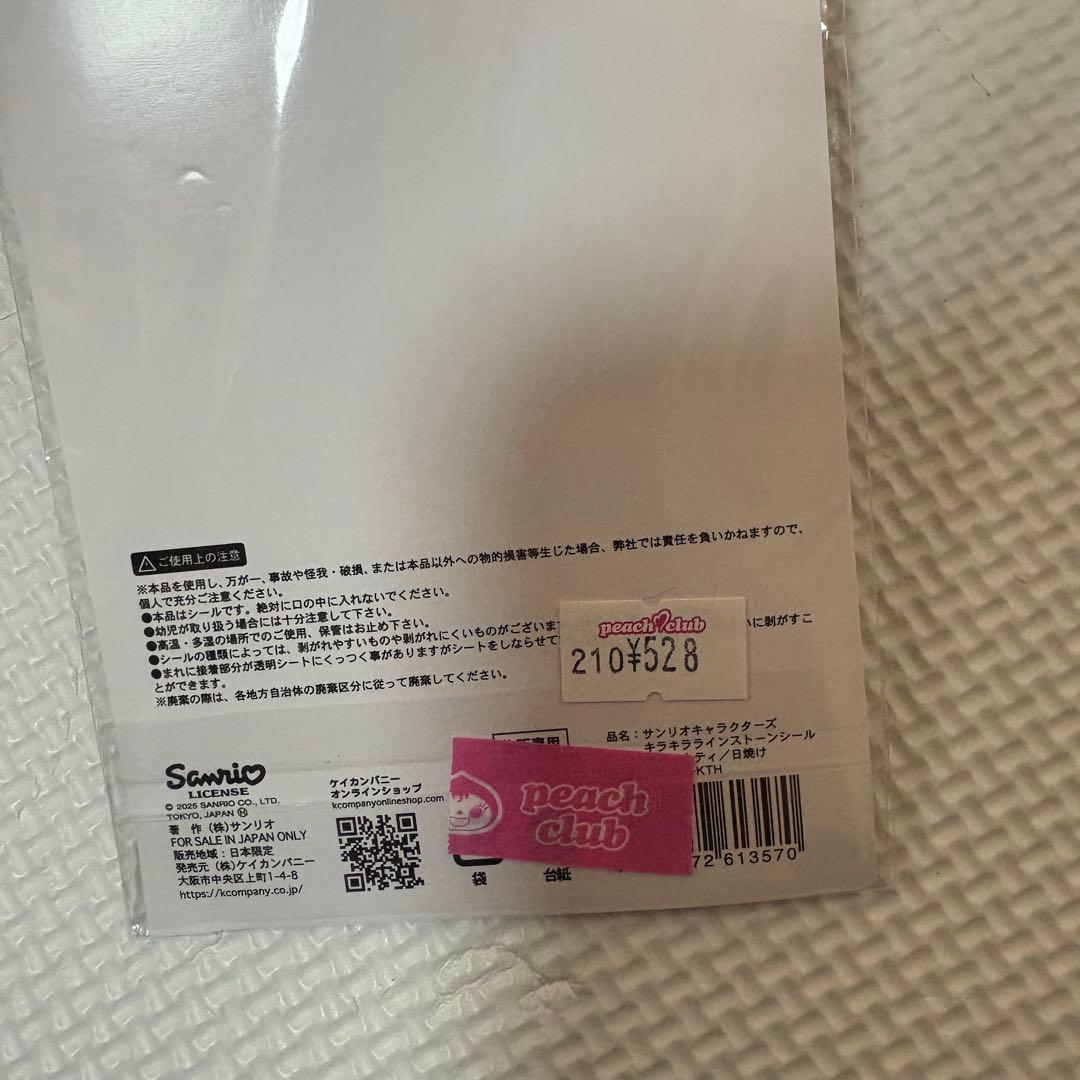 ご使用上の注意
※本品を使用し、万が一、事故や怪我・破損、または本品以外への物的損害等生じた場合、弊社では責任を負いかねますので、
個人で充分ご注意ください。
●本品はシールです。絶対に口の中に入れないでください。
●幼児が取り扱う場合には十分注意して下さい。
●高温・多湿の場所でのご使用、保管はお止め下さい。
●シールの種類によっては、剥がれやすいものや剥がれにくいものがございま
いに剥がすこ
●まれに接着部分が透明シートにくっつく事がありますがシートをしならせて
とができます。
※廃棄の際は、各地方自治体の廃棄区分に従って廃棄してください。
peach club
210¥528
品名：サンリオキャラクターズ
キラキララインストーンシール
ティ／日焼け
-KTH
Sanrio
LICENSE
© 2025 SANRIO CO., LTD.
TOKYO, JAPAN Ⓗ
著 作 (株)サンリオ
FOR SALE IN JAPAN ONLY
販売地域：日本限定
発売元 (株)ケイカンパニー
大阪市中央区上町1-4-8
https://kcompany.co.jp/
ケイカンパニー
オンラインショップ
kcompanyonlineshop.com
peach
club
袋
台紙
72 613570